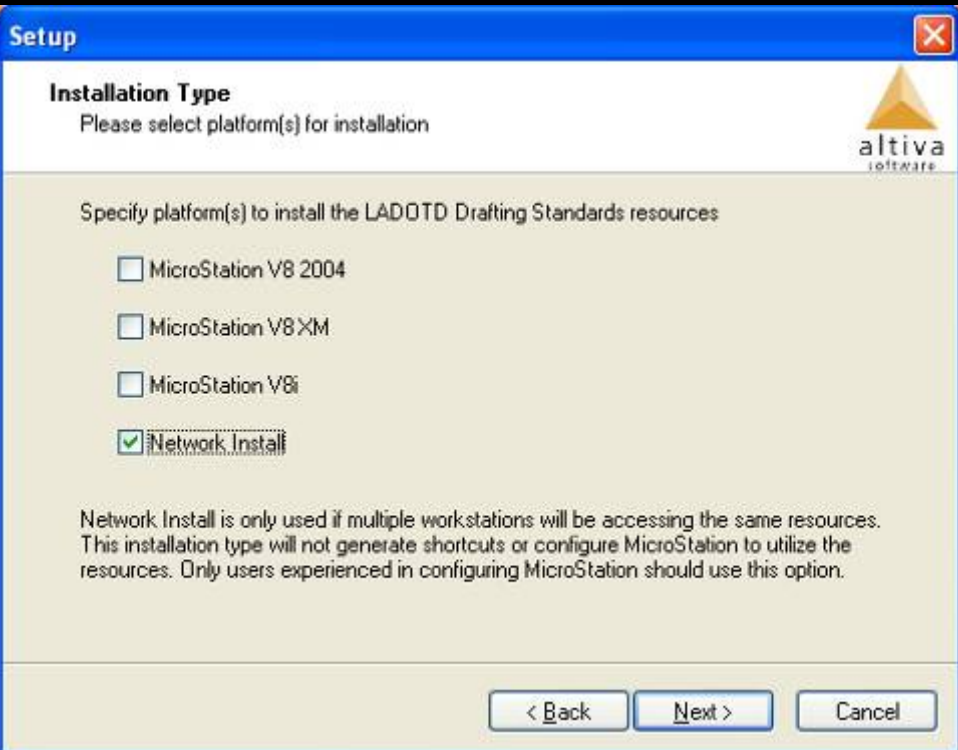 Setup
Installation Type
Please select platform(s) for installation
altiva
software
Specify platform(s) to install the LADOTD Drafting Standards resources
MicroStation V8 2004
MicroStation V8 XM
MicroStation V8i
Network Install
Network Install is only used if multiple workstations will be accessing the same resources.
This installation type will not generate shortcuts or configure MicroStation to utilize the
resources. Only users experienced in configuring MicroStation should use this option.
< Back
Next >
Cancel